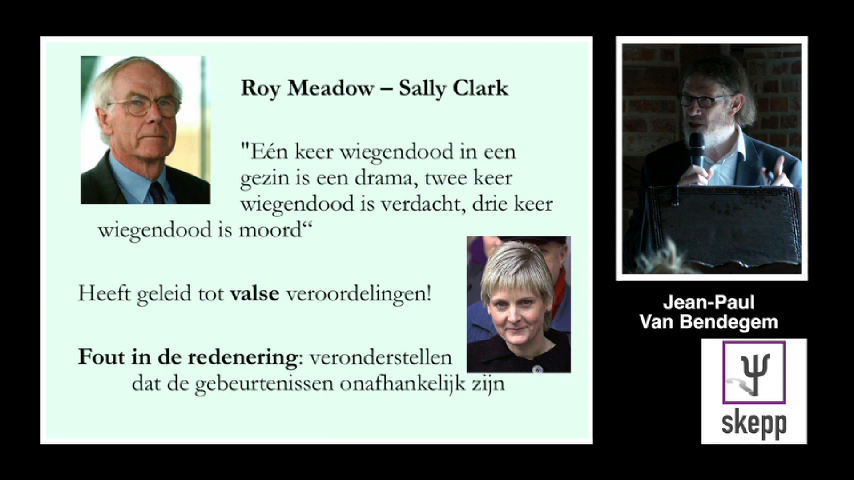 Roy Meadow – Sally Clark
"Eén keer wiegendood in een
gezin is een drama, twee keer
wiegendood is verdacht, drie keer
wiegendood is moord“
Heeft geleid tot valse veroordelingen!
Fout in de redenering: veronderstellen
dat de gebeurtenissen onafhankelijk zijn
Jean-Paul
Van Bendegem
skepp